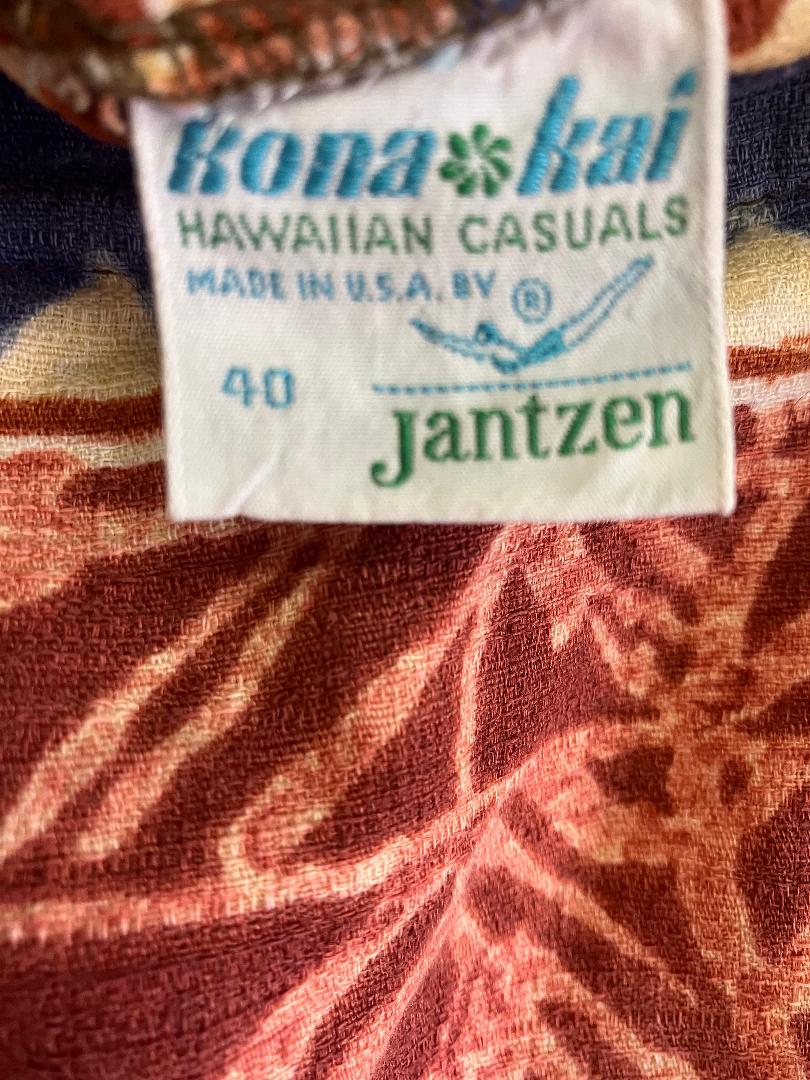 kona kai
HAWAIIAN CASUALS
MADE IN U.S.A. BY ®
40
Jantzen